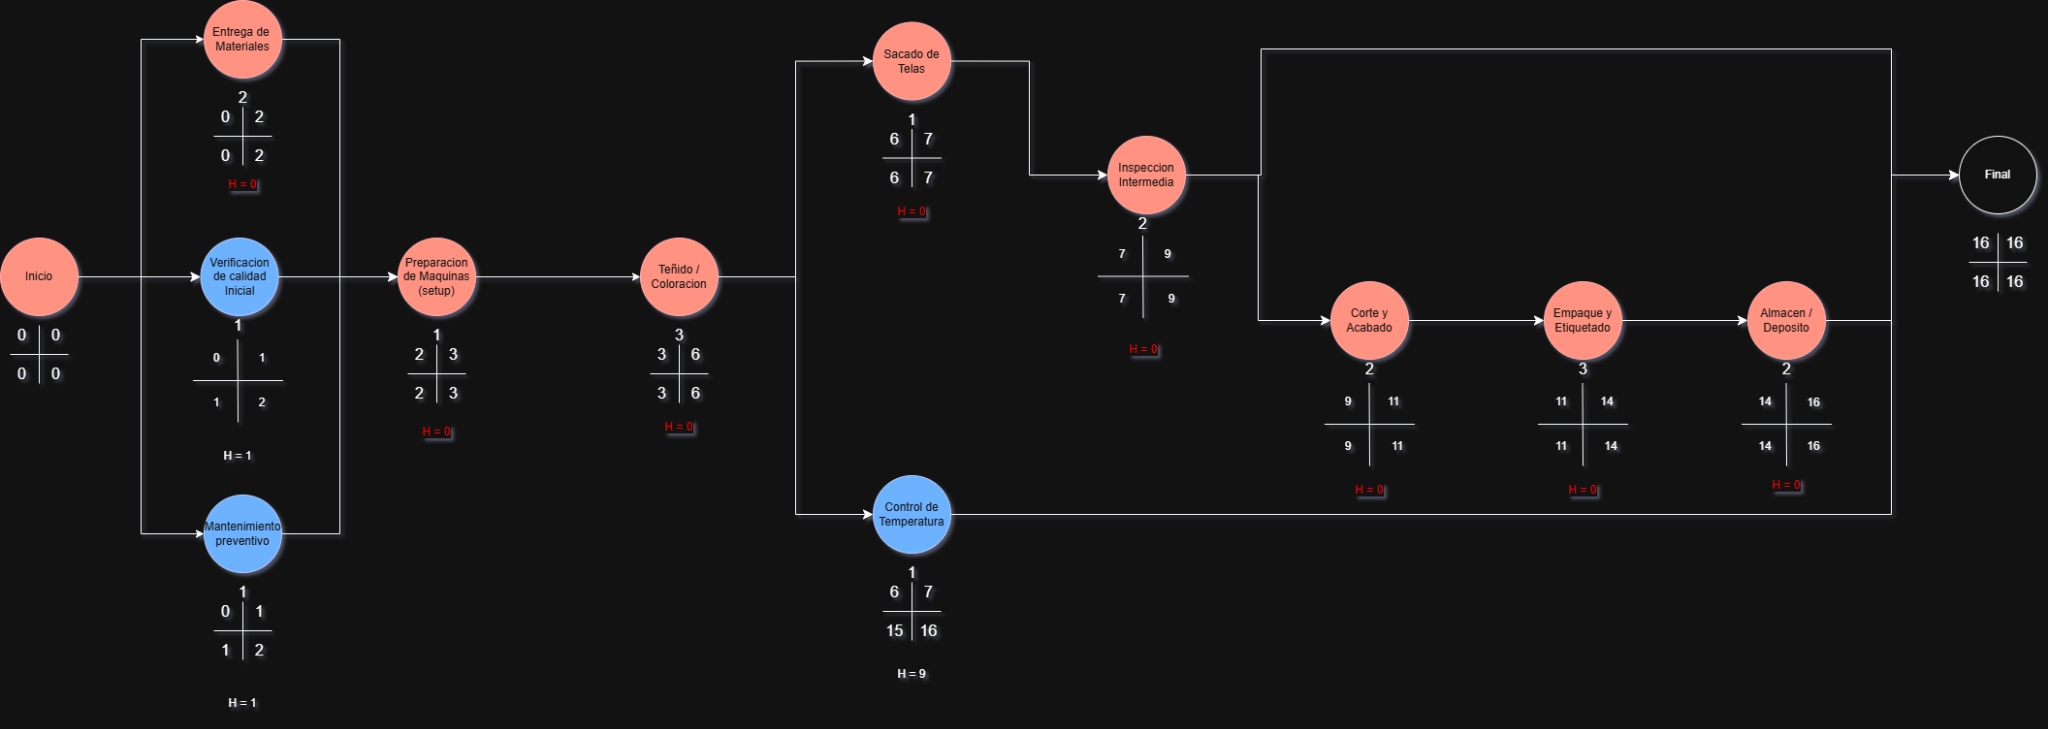 Inicio
0 0
0 0
Entrega de
Materiales
2
0 2
0 2
H = 0
Verificacion
de calidad
Inicial
1
0 1
1 2
H = 1
Mantenimiento
preventivo
1
0 1
1 2
H = 1
Preparacion
de Maquinas
(setup)
1
2 3
2 3
H = 0
Teñido /
Coloracion
3
3 6
3 6
H = 0
Sacado de
Telas
1
6 7
6 7
H = 0
Control de
Temperatura
1
6 7
15 16
H = 9
Inspeccion
Intermedia
2
7 9
7 9
H = 0
Corte y
Acabado
2
9 11
9 11
H = 0
Empaque y
Etiquetado
3
11 14
11 14
H = 0
Almacen /
Deposito
2
14 16
14 16
H = 0
Final
16 16
16 16